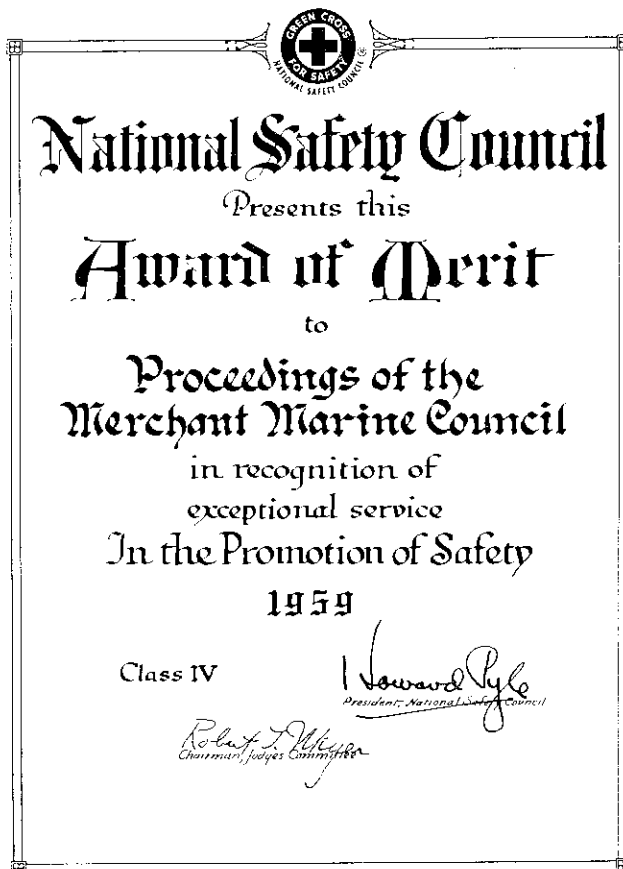 GREEN CROSS
FOR SAFETY
NATIONAL SAFETY COUNCIL
National Safety Council
Presents this
Award of Merit
to
Proceedings of the
Merchant Marine Council
in recognition of
exceptional service
In the Promotion of Safety
1959
Class IV
Howard Pyle
President, National Safety Council
Robert J.
Chairman, Judges Committee